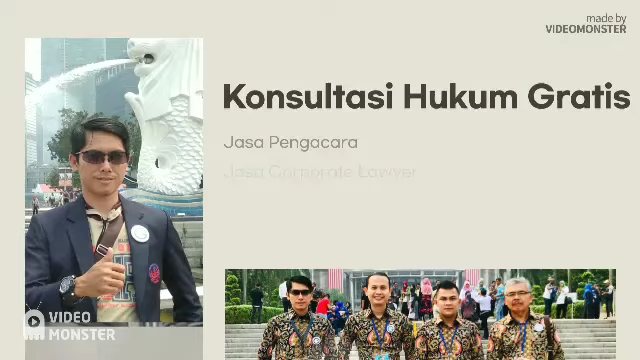 made by
VIDEOMONSTER
Konsultasi Hukum Gratis
Jasa Pengacara
Jasa Corporate Lawyer
VIDEO
MONSTER